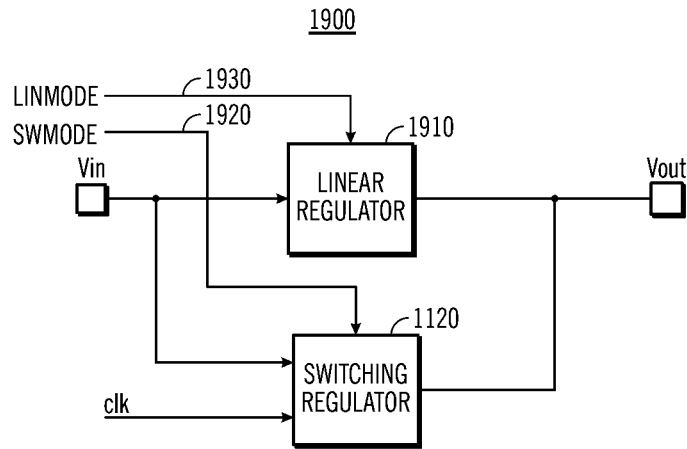 1900
LINMODE
1930
SWMODE
1920
1910
Vin
LINEAR
REGULATOR
Vout
1120
SWITCHING
REGULATOR
clk